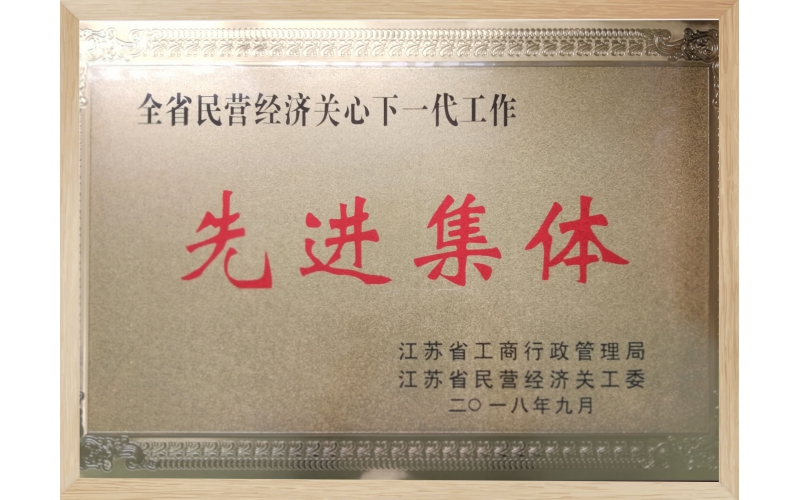 全省民营经济关心下一代工作
先进集体
江苏省工商行政管理局
江苏省民营经济关工委
二〇一八年九月